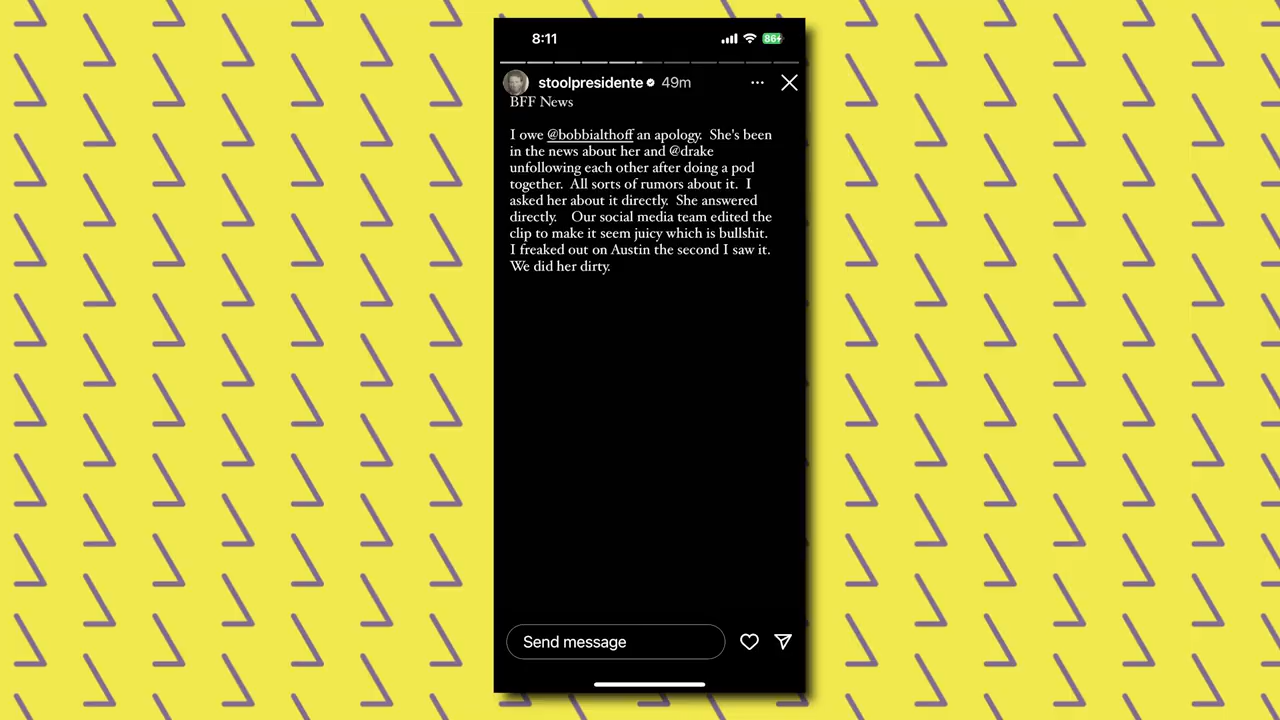 8:11
86
stoolpresidente 49m
BFF News
I owe @bobbialthoff an apology.  She's been
in the news about her and @drake
unfollowing each other after doing a pod
together.  All sorts of rumors about it.  I
asked her about it directly.  She answered
directly.    Our social media team edited the
clip to make it seem juicy which is bullshit.
I freaked out on Austin the second I saw it.
We did her dirty.
Send message